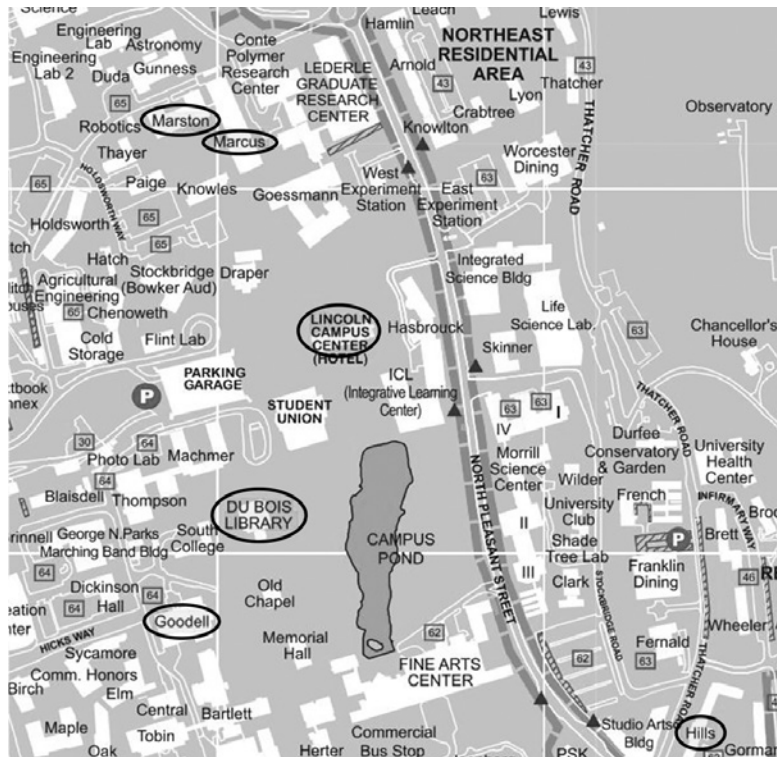 Science
Engineering
Lab
Astronomy
Engineering
Lab 2
Duda
Gunness
Conte
Polymer
Research
Center
LEDERLE
GRADUATE
RESEARCH
CENTER
Hamlin
Leach
Lewis
NORTHEAST
RESIDENTIAL
AREA
Arnold
43
Lyon
Thatcher
43
Crabtree
Knowlton
THATCHER ROAD
Observatory
65
Robotics
Marston
Marcus
Thayer
HOLDSWORTH WAY
65
Paige
Knowles
Goessmann
West
Experiment
Station
East
Experiment
Station
63
Worcester
Dining
Holdsworth
65
65
Hatch
Stockbridge
(Bowker Aud)
Draper
Agricultural
Engineering
65
Chenoweth
Cold
Storage
Flint Lab
LINCOLN
CAMPUS
CENTER
(HOTEL)
Hasbrouck
Integrated
Science Bldg
Life
Science Lab.
Skinner
63
Chancellor's
House
PARKING
GARAGE
P
STUDENT
UNION
ICL
(Integrative Learning
Center)
63
63
I
IV
THATCHER ROAD
30
64
Photo Lab
Machmer
64
Blaisdell
Thompson
DU BOIS
LIBRARY
Morrill
Science
Center
Wilder
Durfee
Conservatory
& Garden
University
Health
Center
French
INFIRMARY WAY
NORTH PLEASANT STREET
II
University
Club
Shade
Tree Lab
P
Brett
George N.Parks
Marching Band Bldg
South
College
CAMPUS
POND
III
Clark
Franklin
Dining
64
Dickinson
Hall
64
64
Old
Chapel
STOCKBRIDGE ROAD
46
Goodell
HICKS WAY
Memorial
Hall
62
FINE ARTS
CENTER
62
Fernald
63
Wheeler
THATCHER ROAD
Sycamore
Comm. Honors
Birch
Elm
Central
Bartlett
Maple
Tobin
Oak
Herter
Commercial
Bus Stop
Studio Arts
Bldg
Hills
PSK